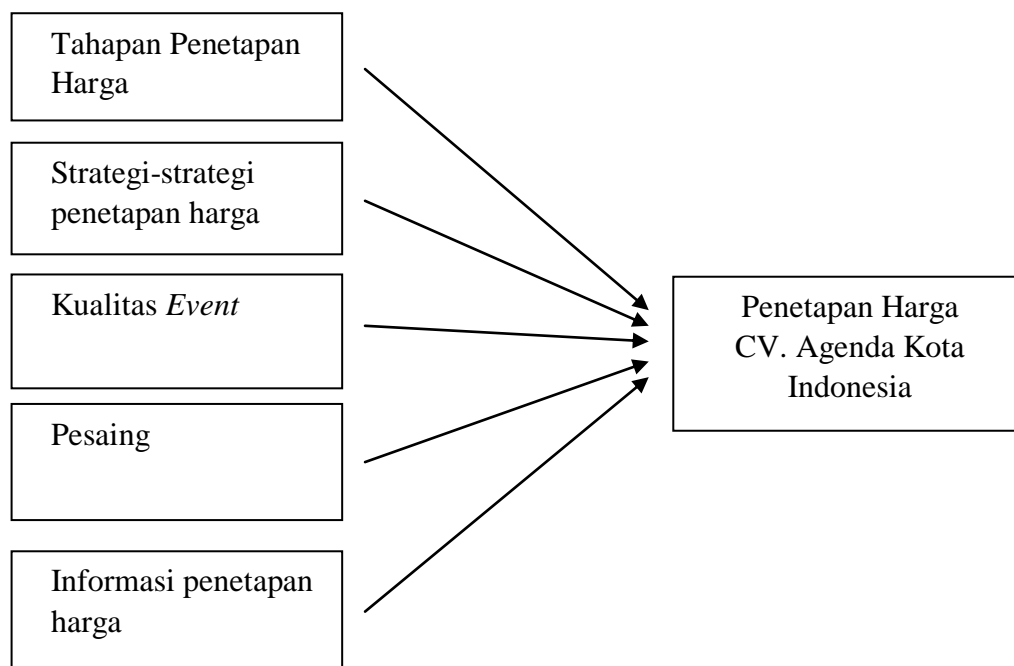 Tahapan Penetapan
Harga
Strategi-strategi
penetapan harga
Kualitas Event
Pesaing
Informasi penetapan
harga
Penetapan Harga
CV. Agenda Kota
Indonesia